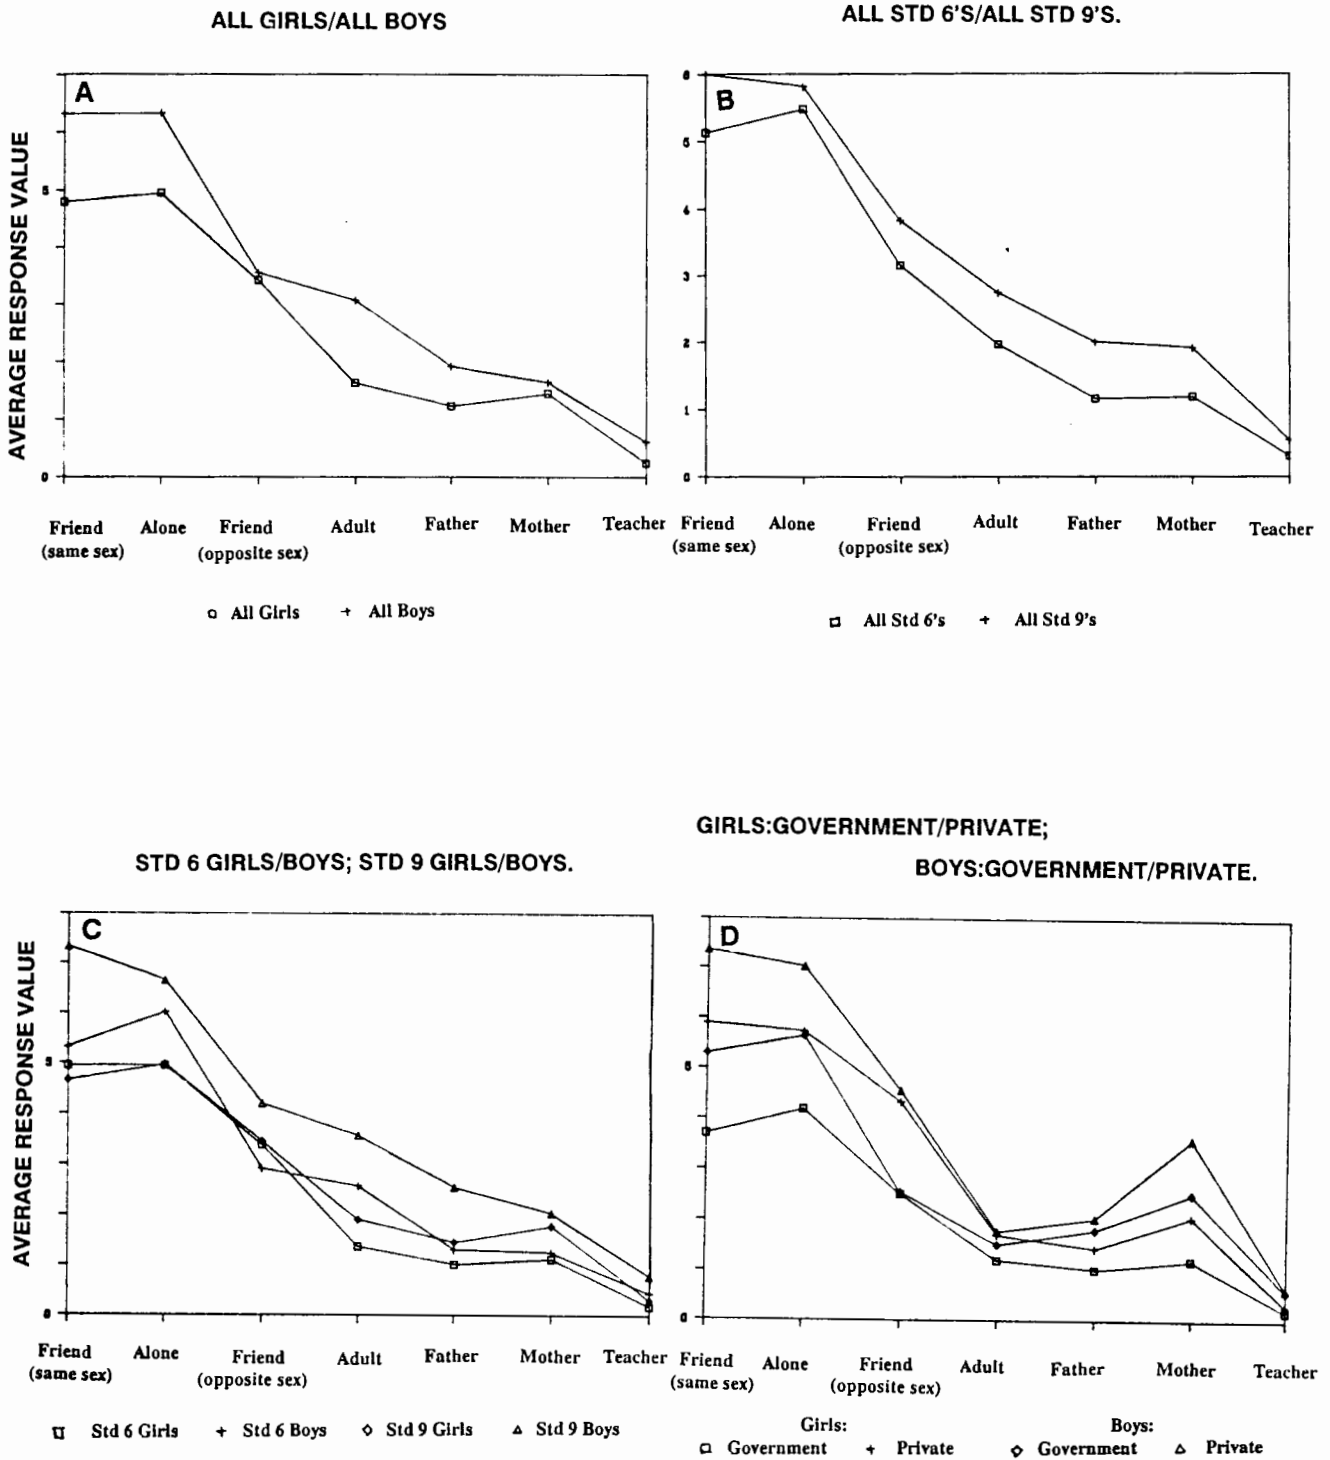 ALL GIRLS/ALL BOYS
A
AVERAGE RESPONSE VALUE
5
0
Friend Alone Friend Adult Father Mother Teacher
(same sex) (opposite sex)
All Girls All Boys
ALL STD 6'S/ALL STD 9'S.
B
6
5
4
3
2
1
0
Friend Alone Friend Adult Father Mother Teacher
(same sex) (opposite sex)
All Std 6's All Std 9's
STD 6 GIRLS/BOYS; STD 9 GIRLS/BOYS.
C
AVERAGE RESPONSE VALUE
5
0
Friend Alone Friend Adult Father Mother Teacher
(same sex) (opposite sex)
Std 6 Girls Std 6 Boys Std 9 Girls Std 9 Boys
GIRLS:GOVERNMENT/PRIVATE;
BOYS:GOVERNMENT/PRIVATE.
D
5
0
Friend Alone Friend Adult Father Mother Teacher
(same sex) (opposite sex)
Girls: Boys:
Government Private Government Private